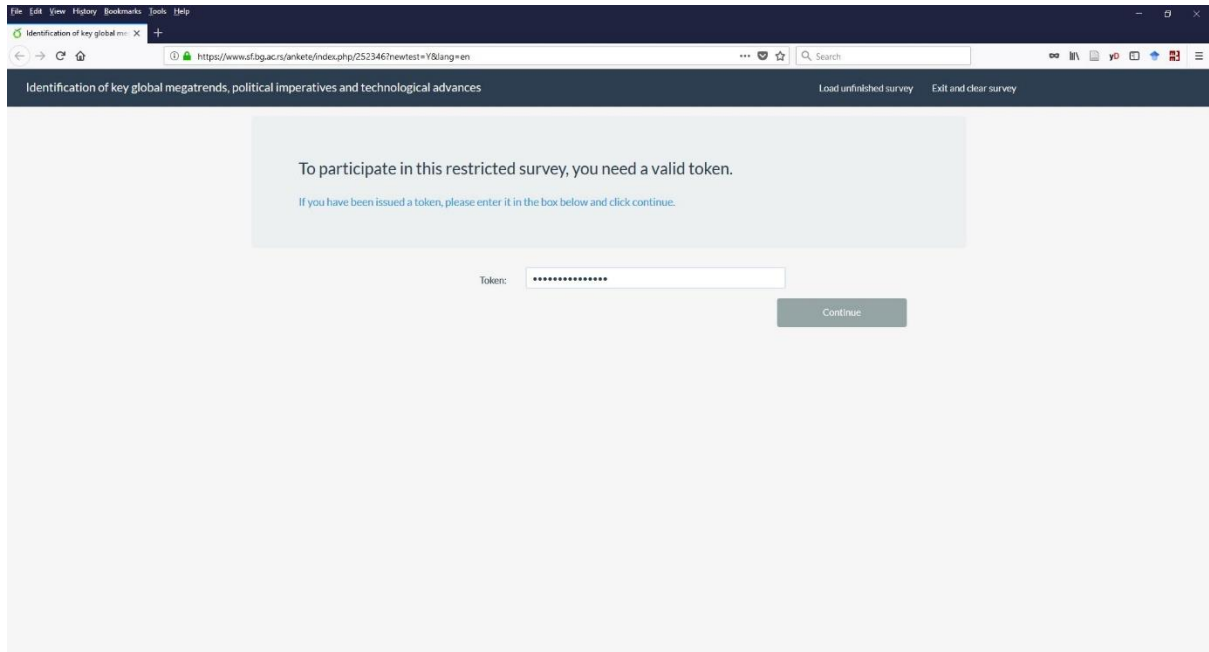 File Edit View History Bookmarks Tools Help
Identification of key global me
https://www.sf.bg.ac.rs/ankete/index.php/252346?newtest=Y&lang=en
Search
Identification of key global megatrends, political imperatives and technological advances
Load unfinished survey Exit and clear survey
To participate in this restricted survey, you need a valid token.
If you have been issued a token, please enter it in the box below and click continue.
Token: •••••••••••••••
Continue